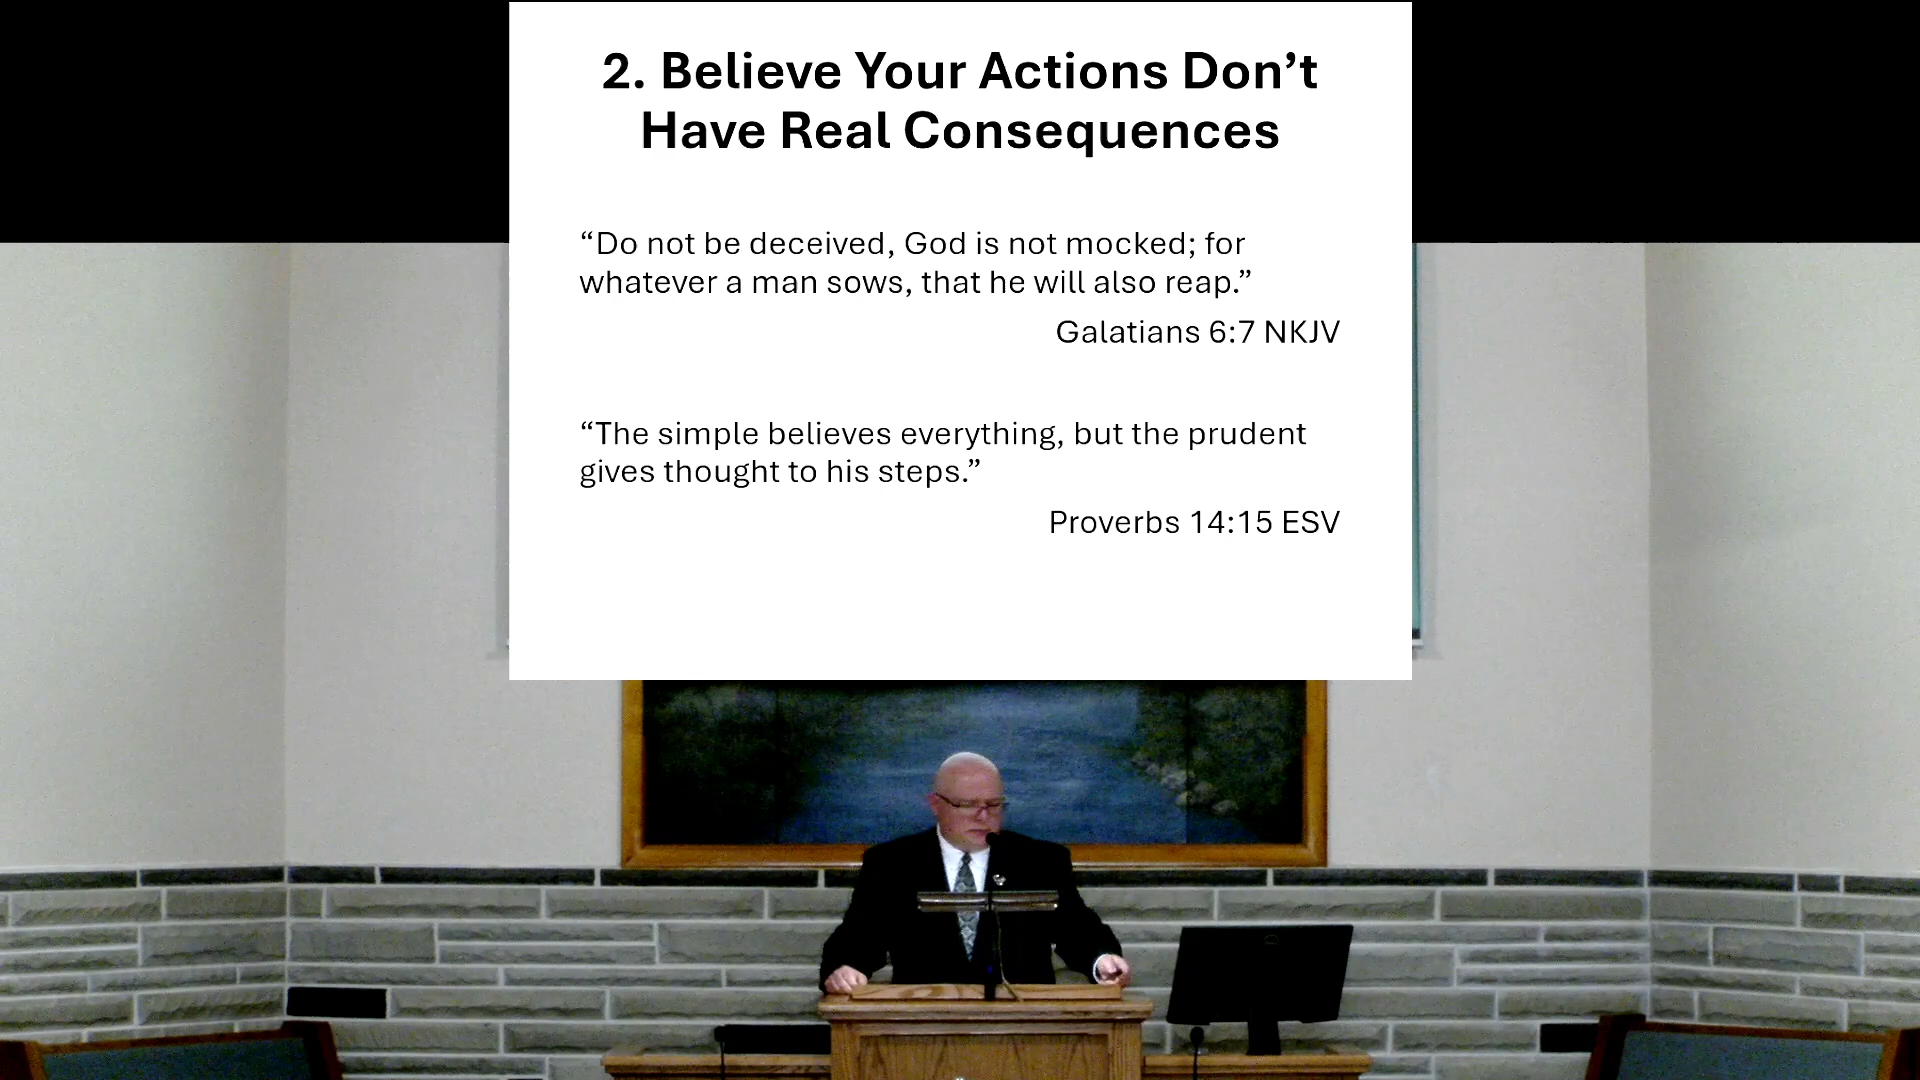 2. Believe Your Actions Don’t
Have Real Consequences
“Do not be deceived, God is not mocked; for
whatever a man sows, that he will also reap.”
Galatians 6:7 NKJV
“The simple believes everything, but the prudent
gives thought to his steps.”
Proverbs 14:15 ESV